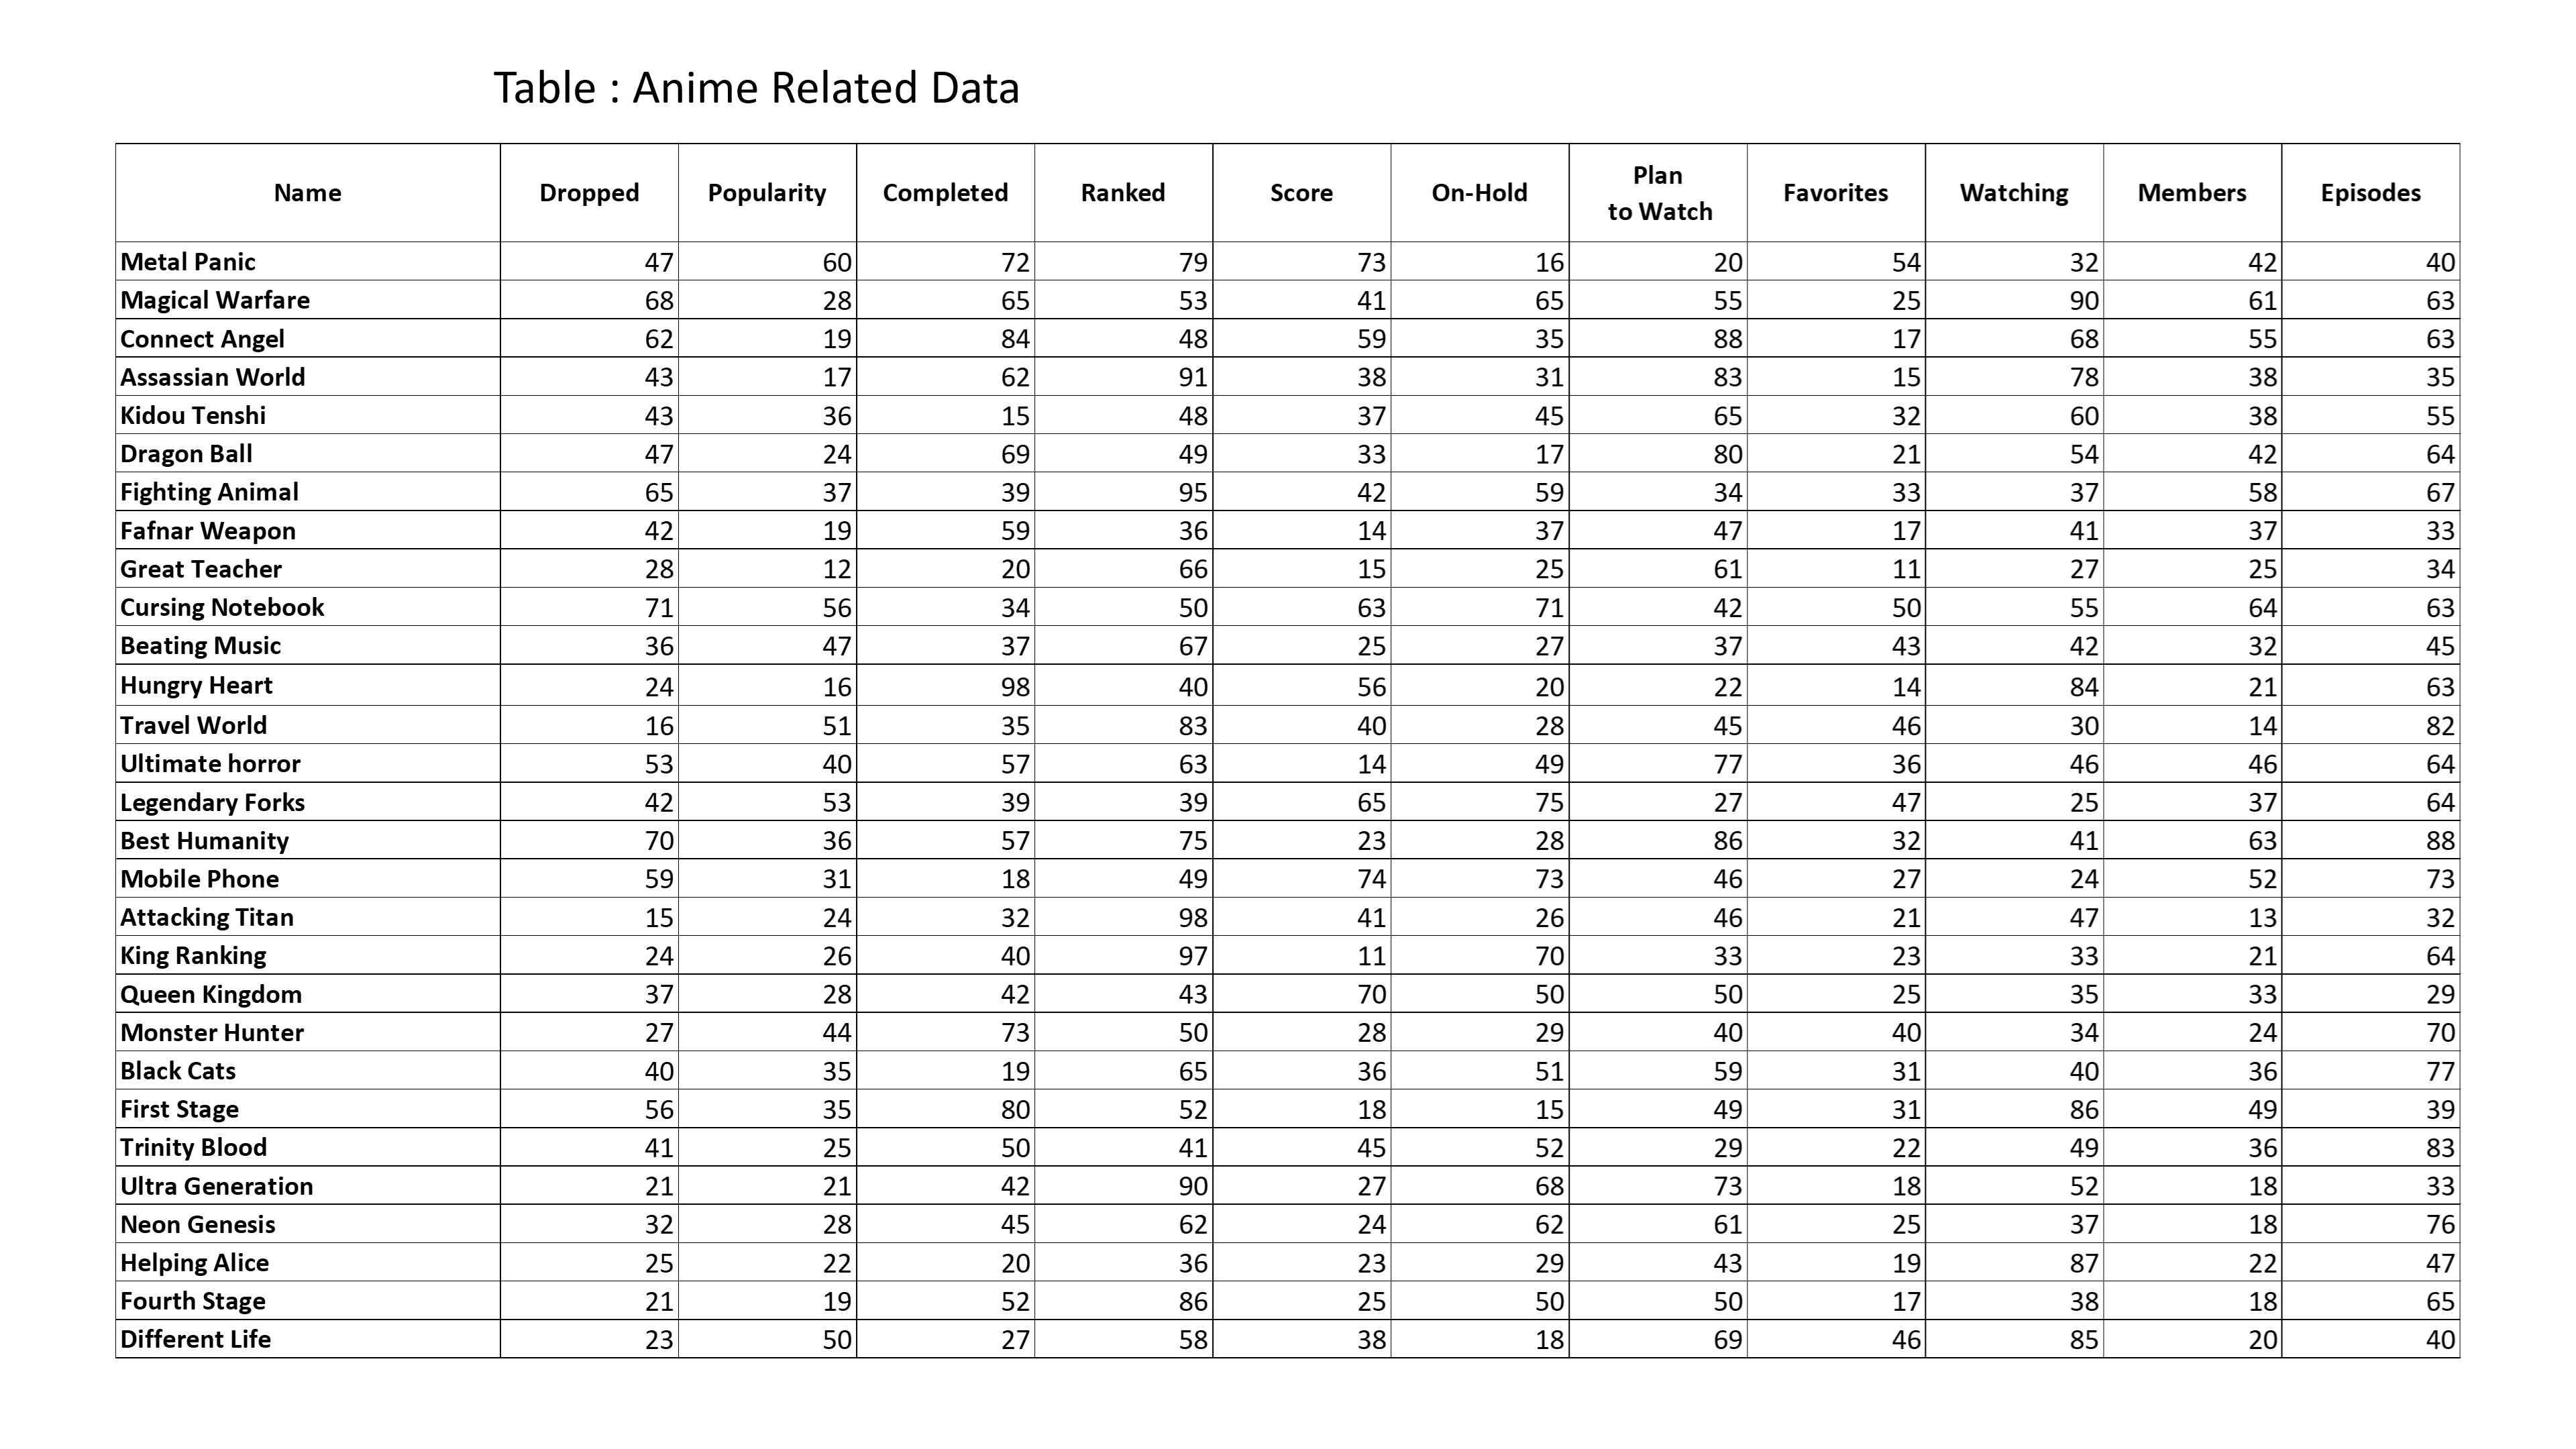 Table : Anime Related Data
Name Dropped Popularity Completed Ranked Score On-Hold Plan to Watch Favorites Watching Members Episodes
Metal Panic 47 60 72 79 73 16 20 54 32 42 40
Magical Warfare 68 28 65 53 41 65 55 25 90 61 63
Connect Angel 62 19 84 48 59 35 88 17 68 55 63
Assassian World 43 17 62 91 38 31 83 15 78 38 35
Kidou Tenshi 43 36 15 48 37 45 65 32 60 38 55
Dragon Ball 47 24 69 49 33 17 80 21 54 42 64
Fighting Animal 65 37 39 95 42 59 34 33 37 58 67
Fafnar Weapon 42 19 59 36 14 37 47 17 41 37 33
Great Teacher 28 12 20 66 15 25 61 11 27 25 34
Cursing Notebook 71 56 34 50 63 71 42 50 55 64 63
Beating Music 36 47 37 67 25 27 37 43 42 32 45
Hungry Heart 24 16 98 40 56 20 22 14 84 21 63
Travel World 16 51 35 83 40 28 45 46 30 14 82
Ultimate horror 53 40 57 63 14 49 77 36 46 46 64
Legendary Forks 42 53 39 39 65 75 27 47 25 37 64
Best Humanity 70 36 57 75 23 28 86 32 41 63 88
Mobile Phone 59 31 18 49 74 73 46 27 24 52 73
Attacking Titan 15 24 32 98 41 26 46 21 47 13 32
King Ranking 24 26 40 97 11 70 33 23 33 21 64
Queen Kingdom 37 28 42 43 70 50 50 25 35 33 29
Monster Hunter 27 44 73 50 28 29 40 40 34 24 70
Black Cats 40 35 19 65 36 51 59 31 40 36 77
First Stage 56 35 80 52 18 15 49 31 86 49 39
Trinity Blood 41 25 50 41 45 52 29 22 49 36 83
Ultra Generation 21 21 42 90 27 68 73 18 52 18 33
Neon Genesis 32 28 45 62 24 62 61 25 37 18 76
Helping Alice 25 22 20 36 23 29 43 19 87 22 47
Fourth Stage 21 19 52 86 25 50 50 17 38 18 65
Different Life 23 50 27 58 38 18 69 46 85 20 40